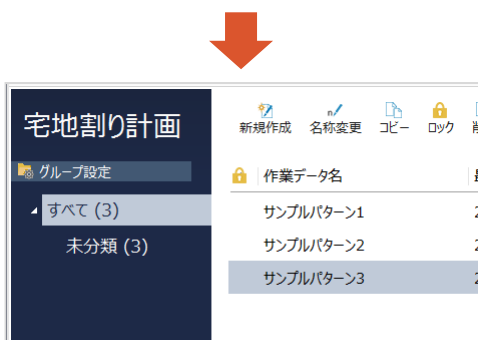 宅地割り計画
新規作成 名称変更 コピー ロック
グループ設定
作業データ名
すべて (3)
サンプルパターン1
未分類 (3)
サンプルパターン2
サンプルパターン3